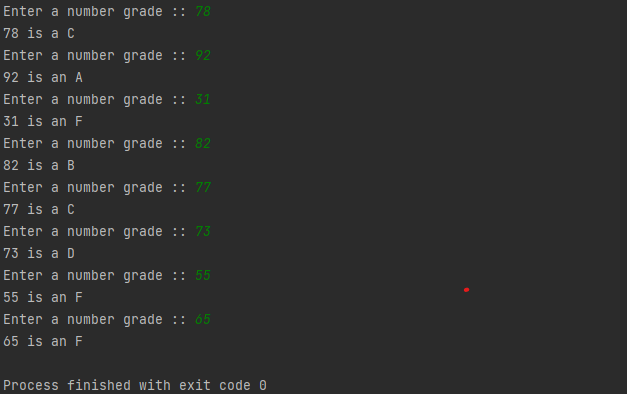 Enter a number grade :: 78
78 is a C
Enter a number grade :: 92
92 is an A
Enter a number grade :: 31
31 is an F
Enter a number grade :: 82
82 is a B
Enter a number grade :: 77
77 is a C
Enter a number grade :: 73
73 is a D
Enter a number grade :: 55
55 is an F
Enter a number grade :: 65
65 is an F
Process finished with exit code 0